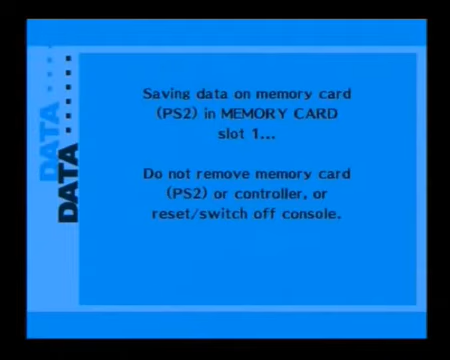 Saving data on memory card
(PS2) in MEMORY CARD
slot 1...
Do not remove memory card
(PS2) or controller, or
reset/switch off console.
DATA
DATA